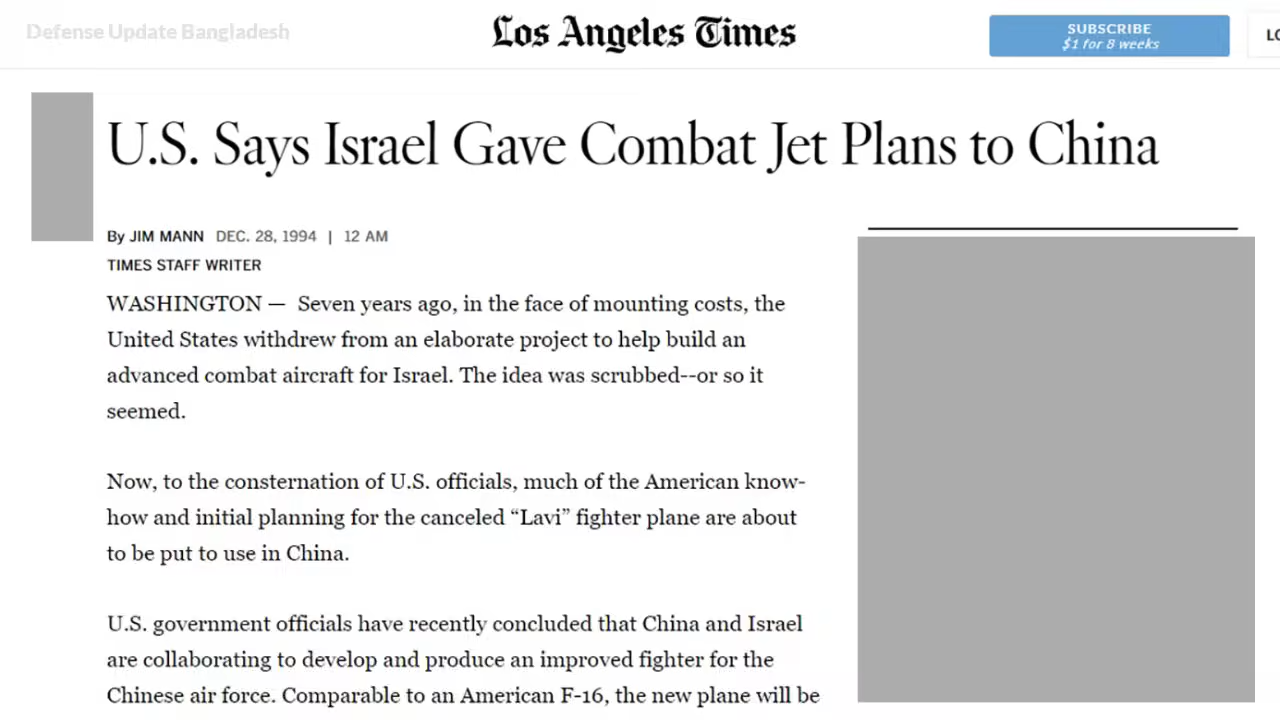 Defense Update Bangladesh
Los Angeles Times
SUBSCRIBE
$1 for 8 weeks
LO
U.S. Says Israel Gave Combat Jet Plans to China
By JIM MANN DEC. 28, 1994 | 12 AM
TIMES STAFF WRITER
WASHINGTON — Seven years ago, in the face of mounting costs, the
United States withdrew from an elaborate project to help build an
advanced combat aircraft for Israel. The idea was scrubbed--or so it
seemed.
Now, to the consternation of U.S. officials, much of the American know-
how and initial planning for the canceled “Lavi” fighter plane are about
to be put to use in China.
U.S. government officials have recently concluded that China and Israel
are collaborating to develop and produce an improved fighter for the
Chinese air force. Comparable to an American F-16, the new plane will be